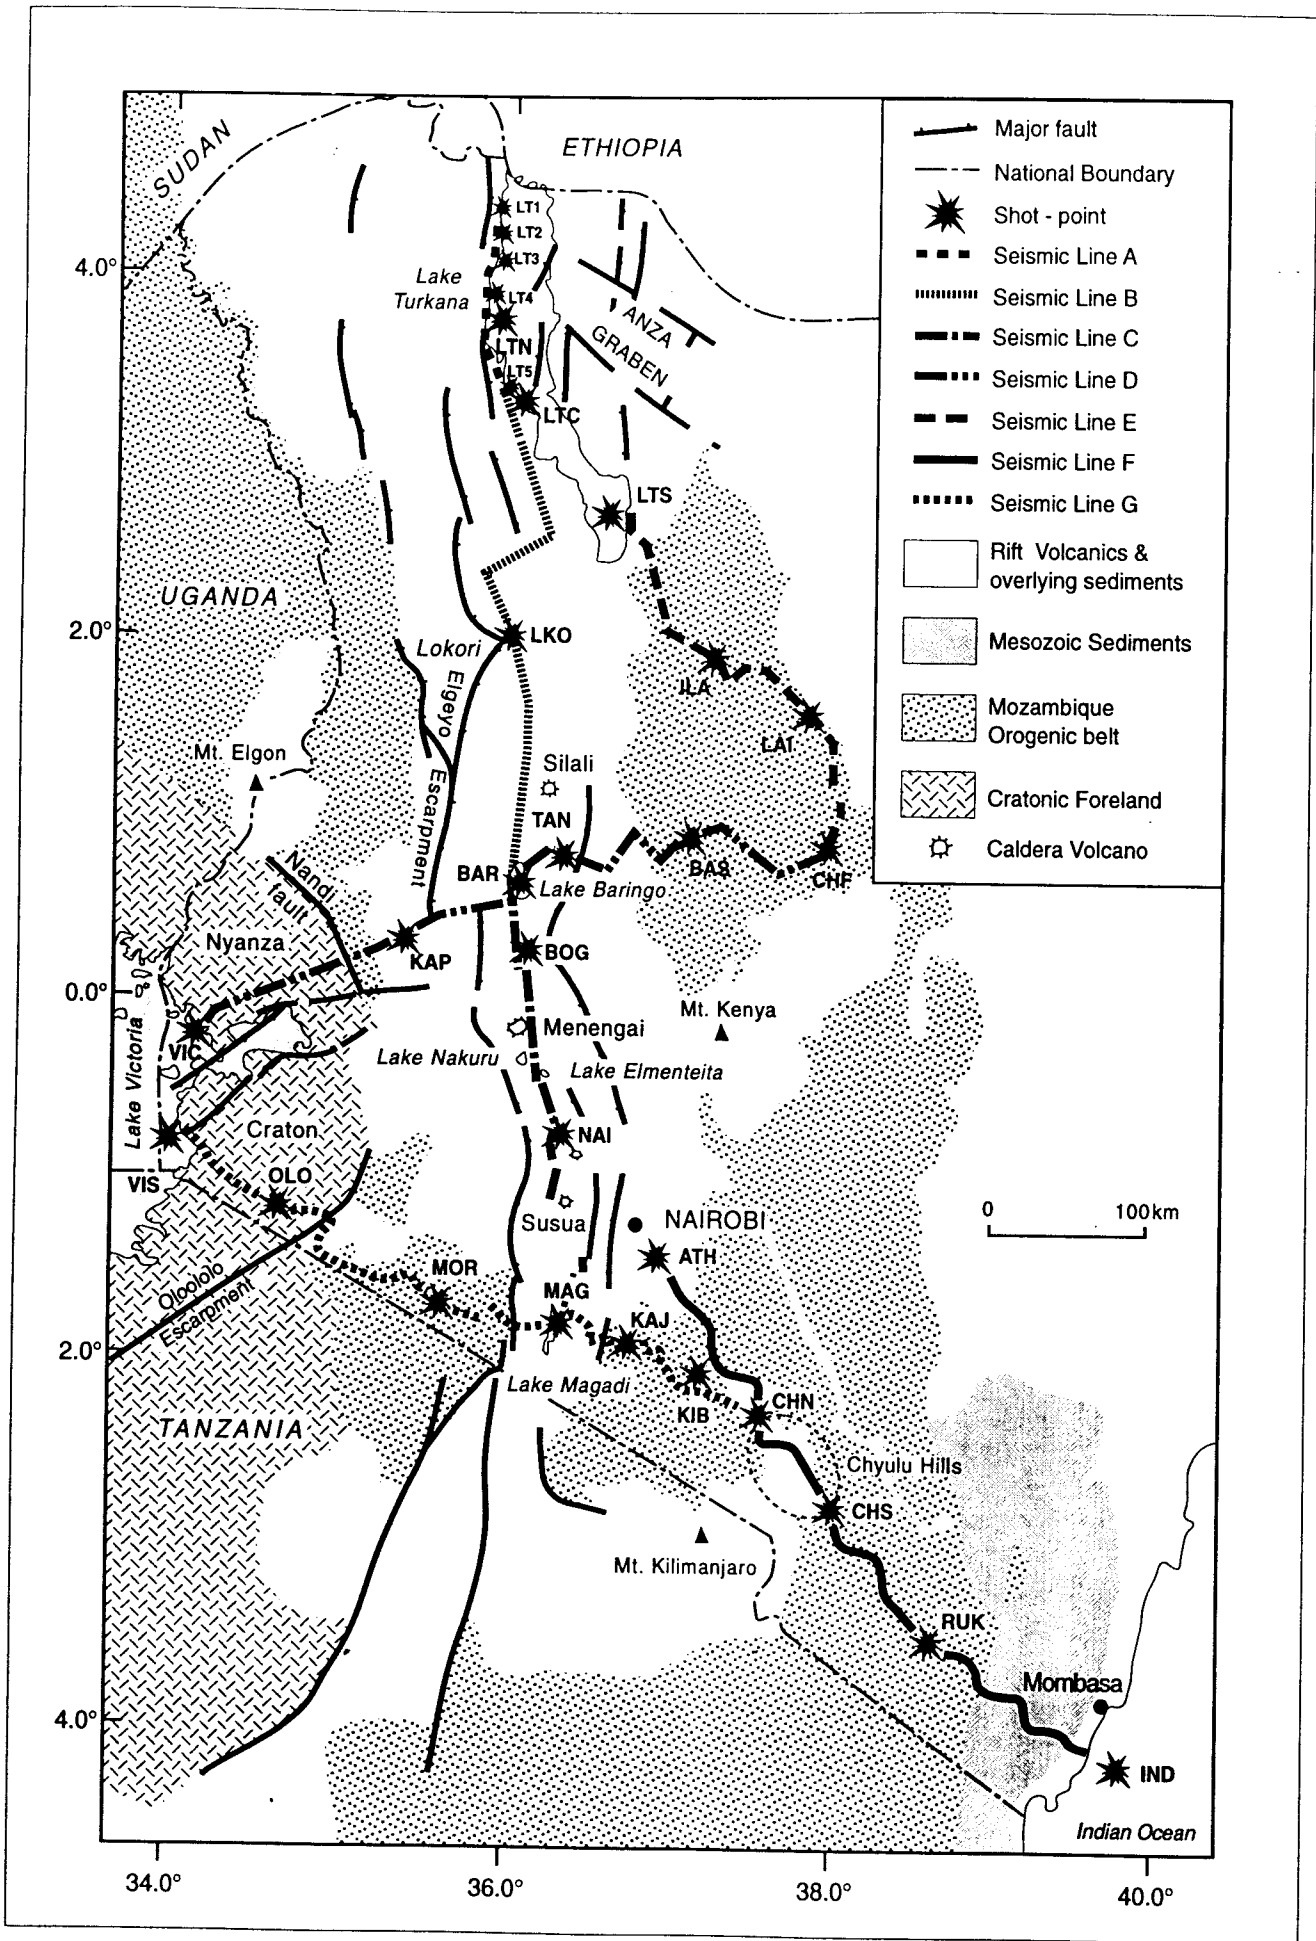 SUDAN
ETHIOPIA
LT1
LT2
LT3
LT4
Lake
Turkana
4.0°
LTN
LT5
LTC
ANZA
GRABEN
LTS
UGANDA
2.0°
Lokori
LKO
Elgeyo
Escarpment
ILA
LAI
Mt. Elgon
Silali
TAN
BAR
Lake Baringo
BAS
CHF
Nandi
fault
Nyanza
KAP
BOG
0.0°
Mt. Kenya
Menengai
VIC
Lake Victoria
Lake Nakuru
Lake Elmenteita
Craton
NAI
VIS
OLO
Susua
NAIROBI
ATH
0
100km
MOR
MAG
KAJ
Oloololo
Escarpment
2.0°
Lake Magadi
KIB
CHN
TANZANIA
Chyulu Hills
CHS
Mt. Kilimanjaro
RUK
Mombasa
4.0°
IND
Indian Ocean
34.0°
36.0°
38.0°
40.0°
Major fault
National Boundary
Shot - point
Seismic Line A
Seismic Line B
Seismic Line C
Seismic Line D
Seismic Line E
Seismic Line F
Seismic Line G
Rift Volcanics &
overlying sediments
Mesozoic Sediments
Mozambique
Orogenic belt
Cratonic Foreland
Caldera Volcano